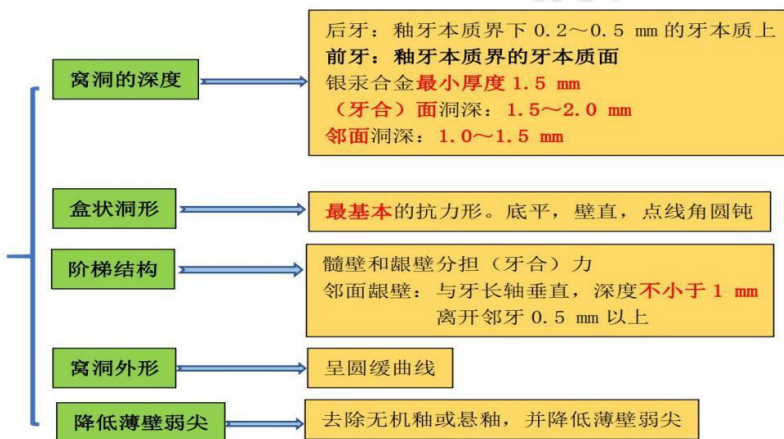 窝洞的深度
后牙：釉牙本质界下 0.2～0.5 mm 的牙本质上
前牙：釉牙本质界的牙本质面
银汞合金最小厚度 1.5 mm
（牙合）面洞深：1.5～2.0 mm
邻面洞深：1.0～1.5 mm
盒状洞形
最基本的抗力形。底平，壁直，点线角圆钝
阶梯结构
髓壁和龈壁分担（牙合）力
邻面龈壁：与牙长轴垂直，深度不小于 1 mm
离开邻牙 0.5 mm 以上
窝洞外形
呈圆缓曲线
降低薄壁弱尖
去除无机釉或悬釉，并降低薄壁弱尖